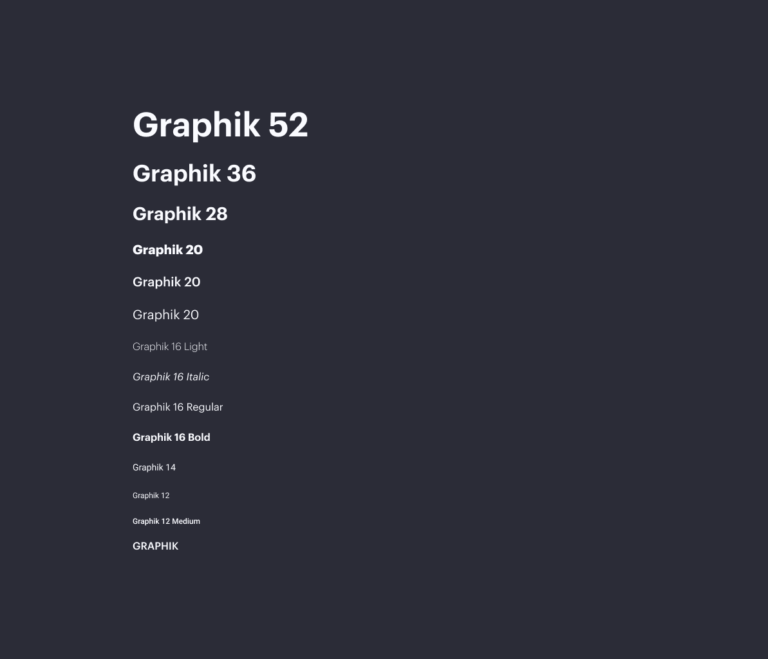 Graphik 52
Graphik 36
Graphik 28
Graphik 20
Graphik 20
Graphik 20
Graphik 16 Light
Graphik 16 Italic
Graphik 16 Regular
Graphik 16 Bold
Graphik 14
Graphik 12
Graphik 12 Medium
GRAPHIK